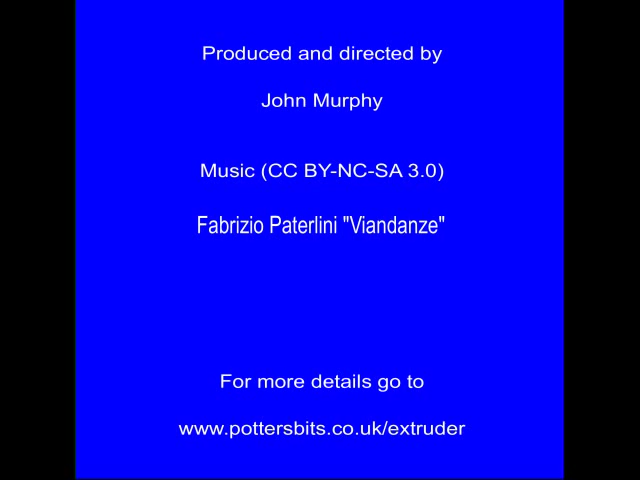 Produced and directed by
John Murphy
Music (CC BY-NC-SA 3.0)
Fabrizio Paterlini "Viandanze"
For more details go to
www.pottersbits.co.uk/extruder